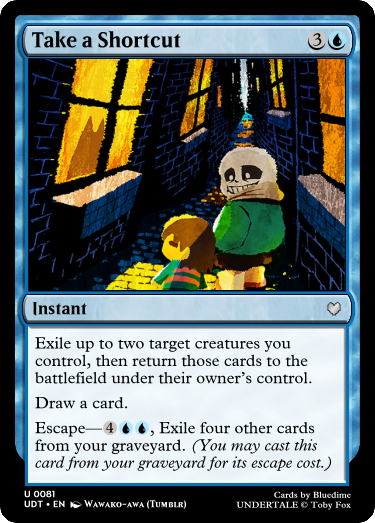 Take a Shortcut 3
Instant
Exile up to two target creatures you
control, then return those cards to the
battlefield under their owner's control.
Draw a card.
Escape—4, Exile four other cards
from your graveyard. (You may cast this
card from your graveyard for its escape cost.)
U 0081
UDT • EN Wawako-awa (Tumblr)
Cards by Bluedime
UNDERTALE © Toby Fox